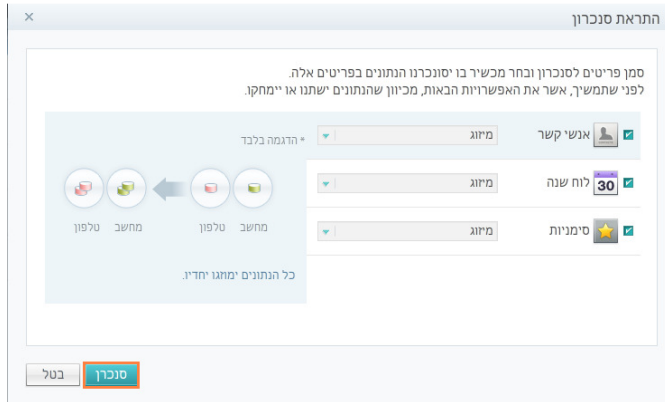 התראת סנכרון
סמן פריטים לסנכרון ובחר מכשיר בו יסונכרנו הנתונים בפריטים אלה.
לפני שתמשיך, אשר את האפשרויות הבאות, מכיוון שהנתונים ישתנו או יימחקו.
אנשי קשר
מיזוג
30
לוח שנה
מיזוג
סימניות
מיזוג
* הדגמה בלבד
מחשב טלפון
מחשב טלפון
כל הנתונים ימוזגו יחדיו.
סנכרן
בטל